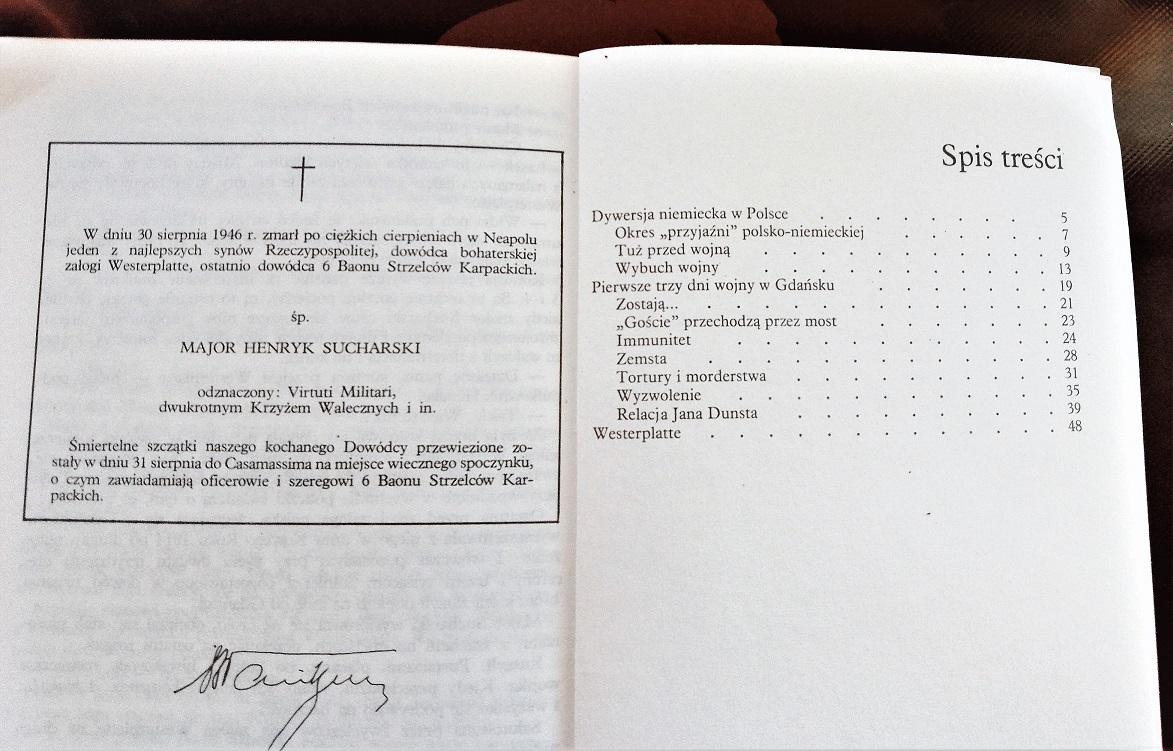 W dniu 30 sierpnia 1946 r. zmarł po ciężkich cierpieniach w Neapolu
jeden z najlepszych synów Rzeczypospolitej, dowódca bohaterskiej
załogi Westerplatte, ostatnio dowódca 6 Baonu Strzelców Karpackich.
śp.
MAJOR HENRYK SUCHARSKI
odznaczony: Virtuti Militari,
dwukrotnym Krzyżem Walecznych i in.
Śmiertelne szczątki naszego kochanego Dowódcy przewiezione zo-
stały w dniu 31 sierpnia do Casamassima na miejsce wiecznego spoczynku,
o czym zawiadamiają oficerowie i szeregowi 6 Baonu Strzelców Kar-
packich.
Spis treści
Dywersja niemiecka w Polsce . . . . . . . 5
Okres „przyjaźni” polsko-niemieckiej . . . . . 7
Tuż przed wojną . . . . . . . . . 9
Wybuch wojny . . . . . . . . . 13
Pierwsze trzy dni wojny w Gdańsku . . . . . . 19
Zostają... . . . . . . . . . . 21
„Goście” przechodzą przez most . . . . . . 23
Immunitet . . . . . . . . . . 24
Zemsta . . . . . . . . . . . 28
Tortury i morderstwa . . . . . . . . 31
Wyzwolenie . . . . . . . . . . 35
Relacja Jana Dunsta . . . . . . . . 39
Westerplatte . . . . . . . . . . . 48